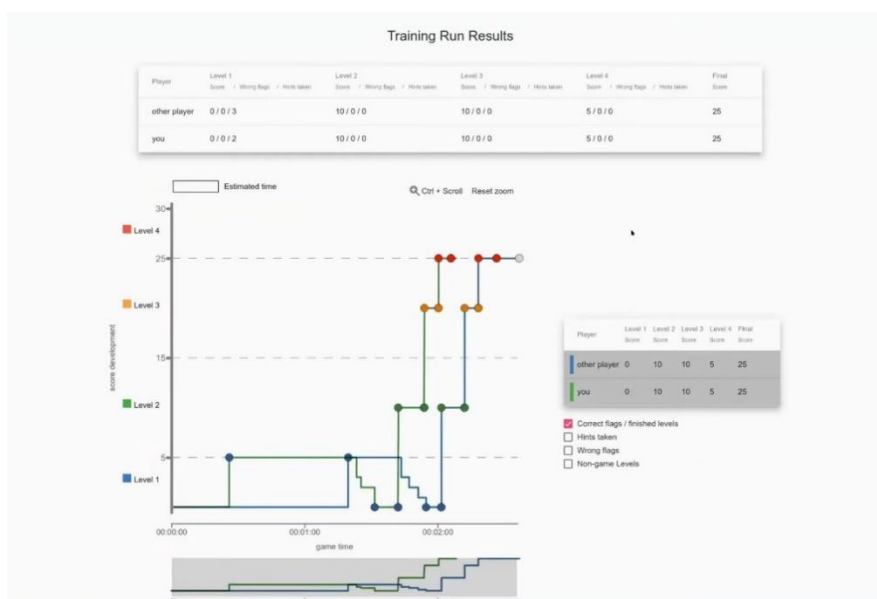 Training Run Results
Player Level 1 Level 2 Level 3 Level 4 Final
Score / Wrong flags / Hints taken Score / Wrong flags / Hints taken Score / Wrong flags / Hints taken Score / Wrong flags / Hints taken Score
other player 0 / 0 / 3 10 / 0 / 0 10 / 0 / 0 5 / 0 / 0 25
you 0 / 0 / 2 10 / 0 / 0 10 / 0 / 0 5 / 0 / 0 25
Estimated time
Ctrl + Scroll Reset zoom
30
Level 4
25
Level 3
15
Level 2
5
Level 1
score development
00:00:00 00:01:00 00:02:00
game time
Player Level 1 Level 2 Level 3 Level 4 Final
Score Score Score Score Score
other player 0 10 10 5 25
you 0 10 10 5 25
Correct flags / finished levels
Hints taken
Wrong flags
Non-game Levels